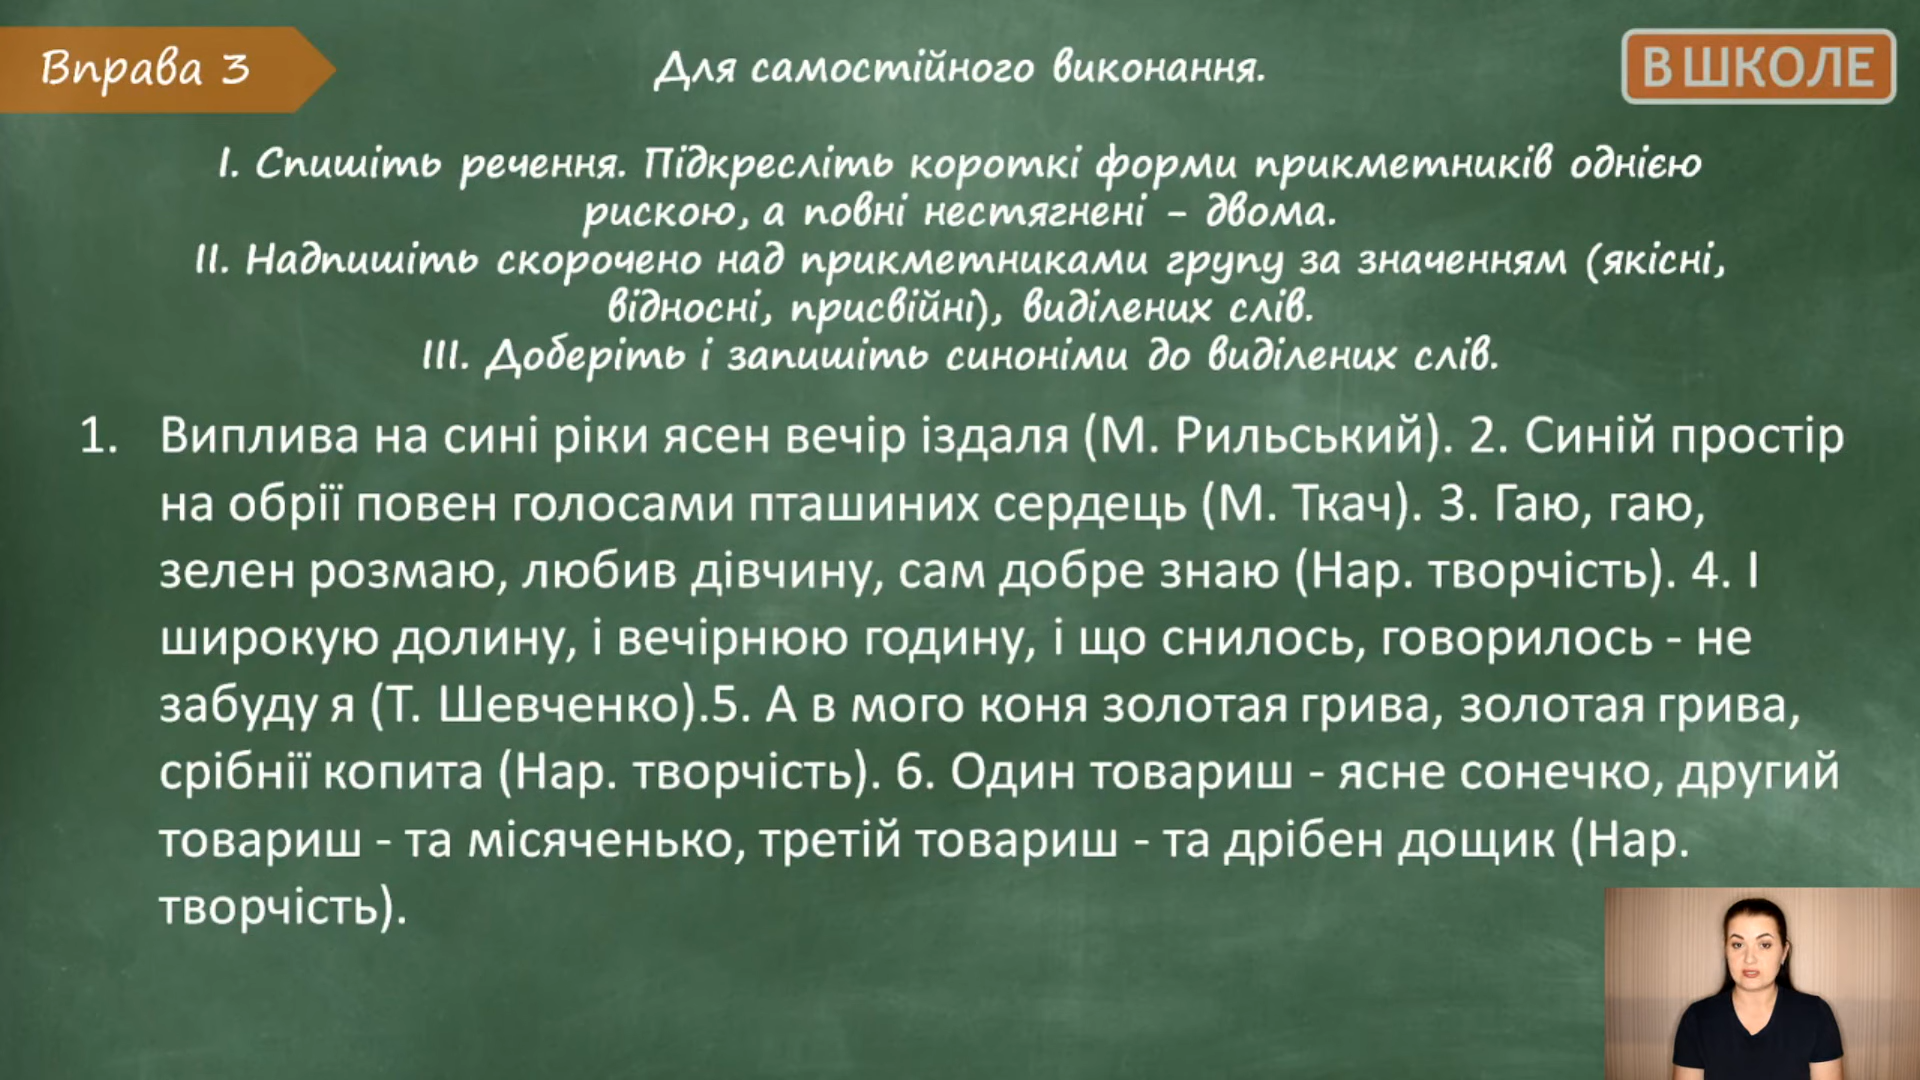 Вправа 3
Для самостійного виконання.
В ШКОЛЕ
І. Спишіть речення. Підкресліть короткі форми прикметників однією
рискою, а повні нестягнені – двома.
ІІ. Надпишіть скорочено над прикметниками групу за значенням (якісні,
відносні, присвійні), виділених слів.
ІІІ. Доберіть і запишіть синоніми до виділених слів.
1. Виплива на сині ріки ясен вечір іздаля (М. Рильський). 2. Синій простір
на обрії повен голосами пташиних сердець (М. Ткач). 3. Гаю, гаю,
зелен розмаю, любив дівчину, сам добре знаю (Нар. творчість). 4. І
широкую долину, і вечірнюю годину, і що снилось, говорилось - не
забуду я (Т. Шевченко).5. А в мого коня золотая грива, золотая грива,
срібнії копита (Нар. творчість). 6. Один товариш - ясне сонечко, другий
товариш - та місяченько, третій товариш - та дрібен дощик (Нар.
творчість).